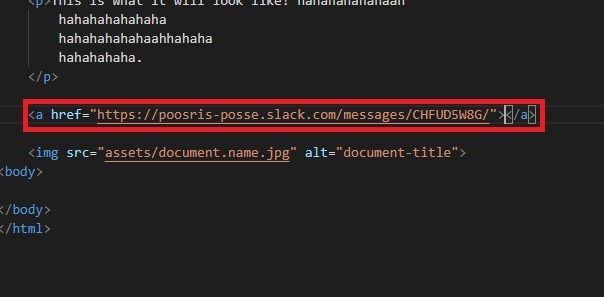 <p>This is what it will look like! hahahahahahaah
hahahahahahaha
hahahahahahaahhahaha
hahahahaha.
</p>
<a href="https://poosris-posse.slack.com/messages/CHFUD5W8G/"></a>
<img src="assets/document.name.jpg" alt="document-title">
<body>
</body>
</html>